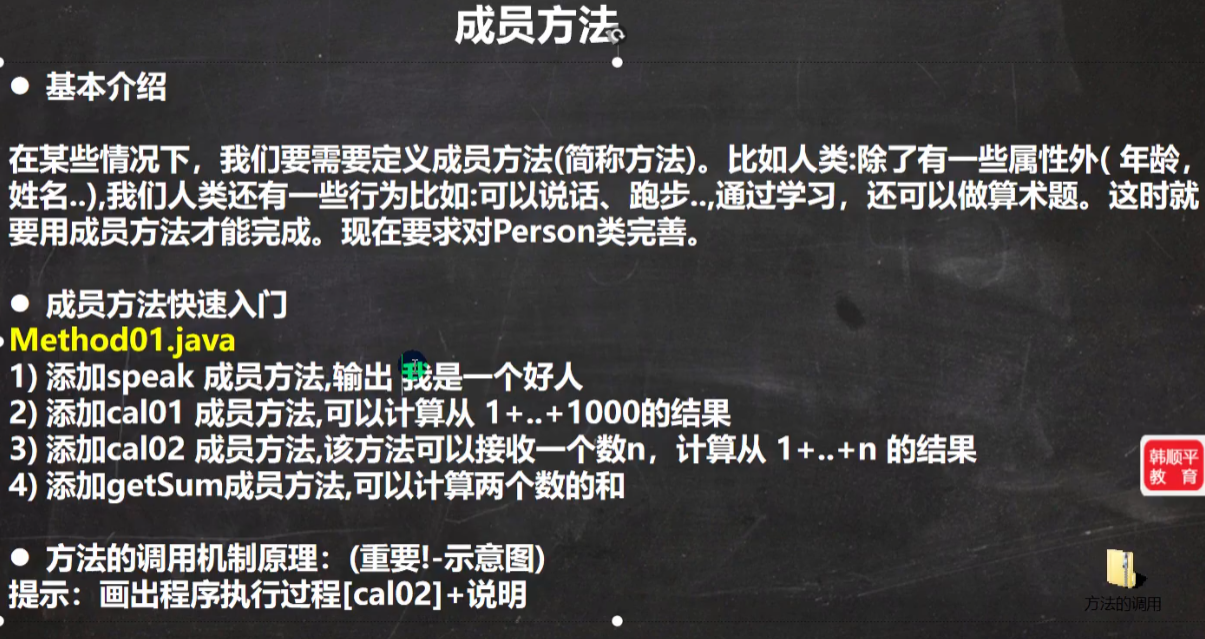 成员方法
● 基本介绍
在某些情况下，我们要需要定义成员方法(简称方法)。比如人类:除了有一些属性外( 年龄，
姓名..),我们人类还有一些行为比如:可以说话、跑步..,通过学习，还可以做算术题。这时就
要用成员方法才能完成。现在要求对Person类完善。
● 成员方法快速入门
Method01.java
1) 添加speak 成员方法,输出 我是一个好人
2) 添加cal01 成员方法,可以计算从 1+..+1000的结果
3) 添加cal02 成员方法,该方法可以接收一个数n，计算从 1+..+n 的结果
4) 添加getSum成员方法,可以计算两个数的和
韩顺平
教 育
● 方法的调用机制原理：(重要!-示意图)
提示：画出程序执行过程[cal02]+说明
方法的调用